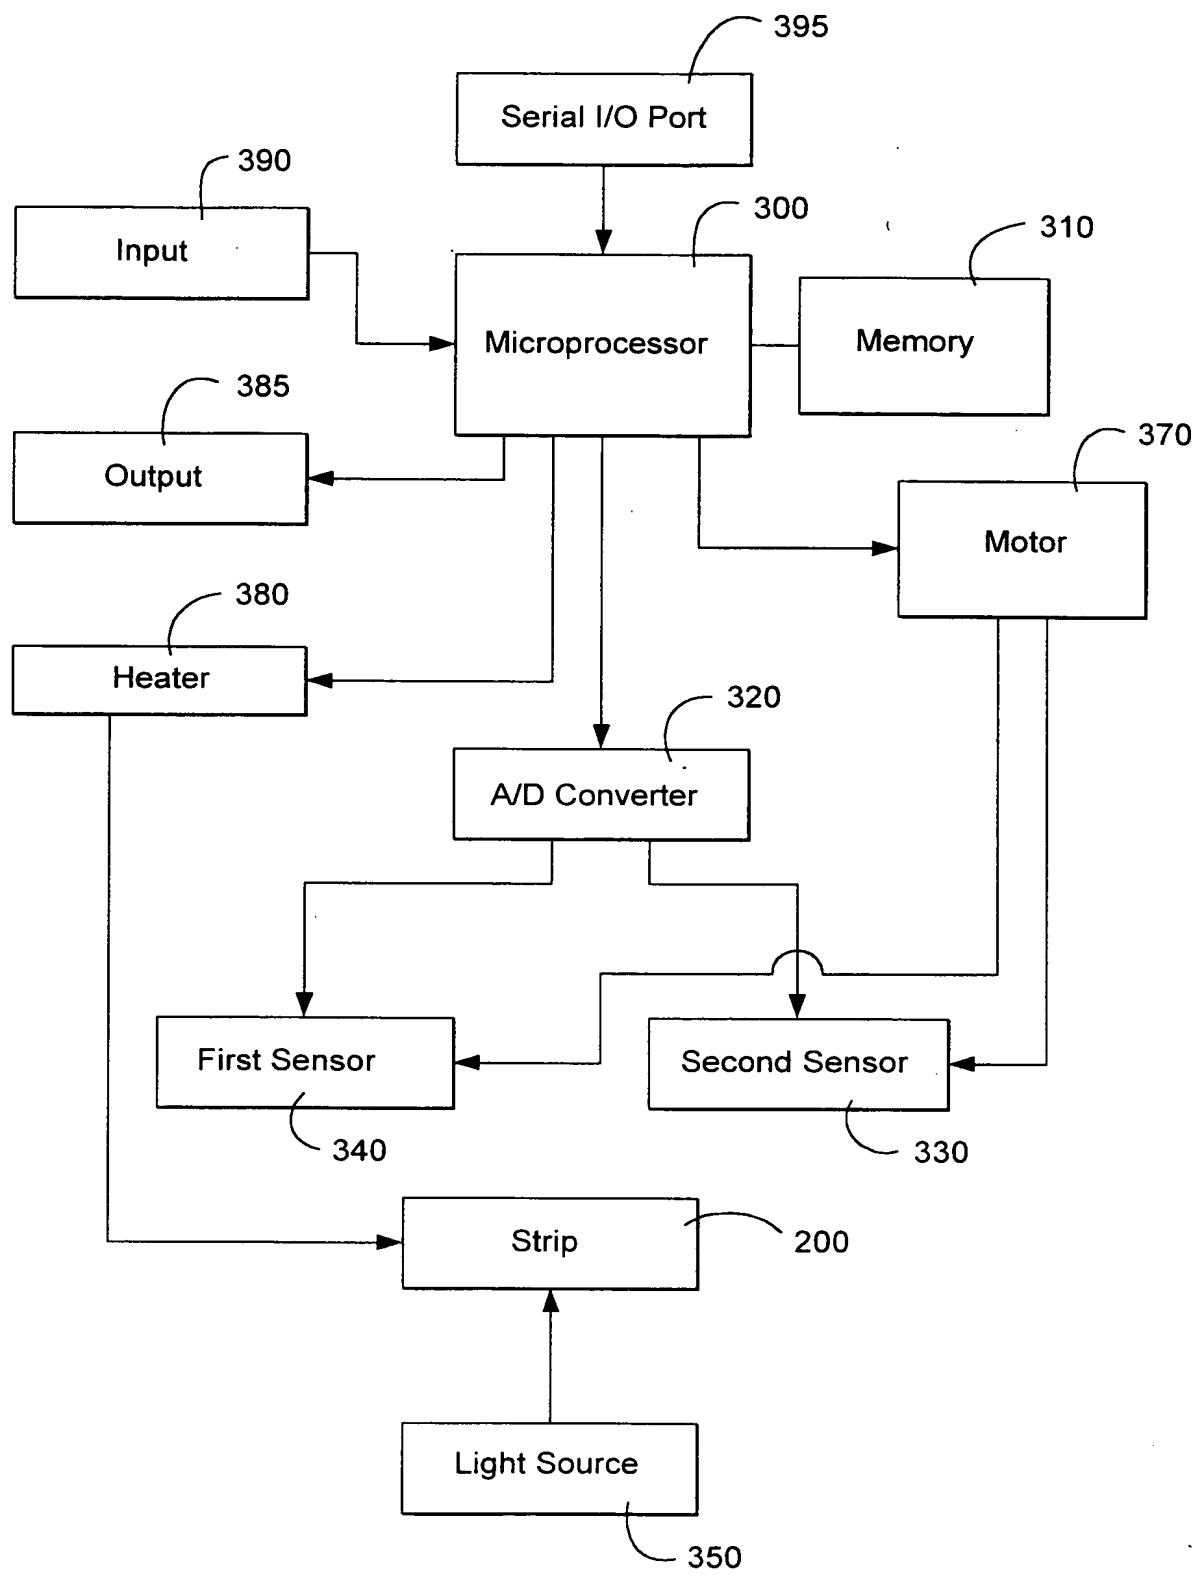 395
Serial I/O Port
390
Input
300
Microprocessor
310
Memory
385
Output
370
Motor
380
Heater
320
A/D Converter
First Sensor
340
Second Sensor
330
Strip
200
Light Source
350